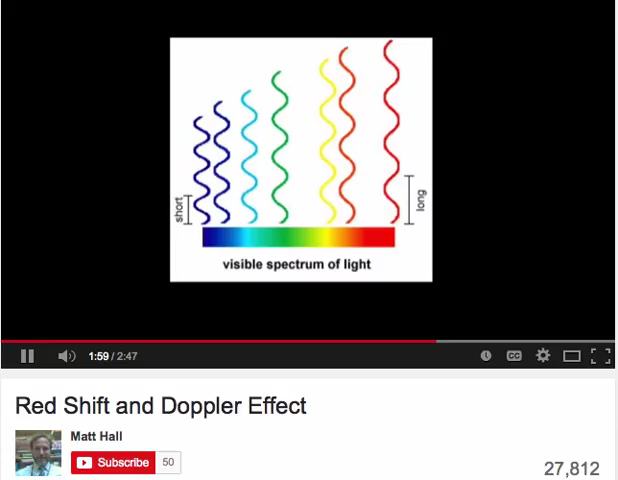 short
long
visible spectrum of light
1:59 / 2:47
CC
Red Shift and Doppler Effect
Matt Hall
Subscribe 50
27,812